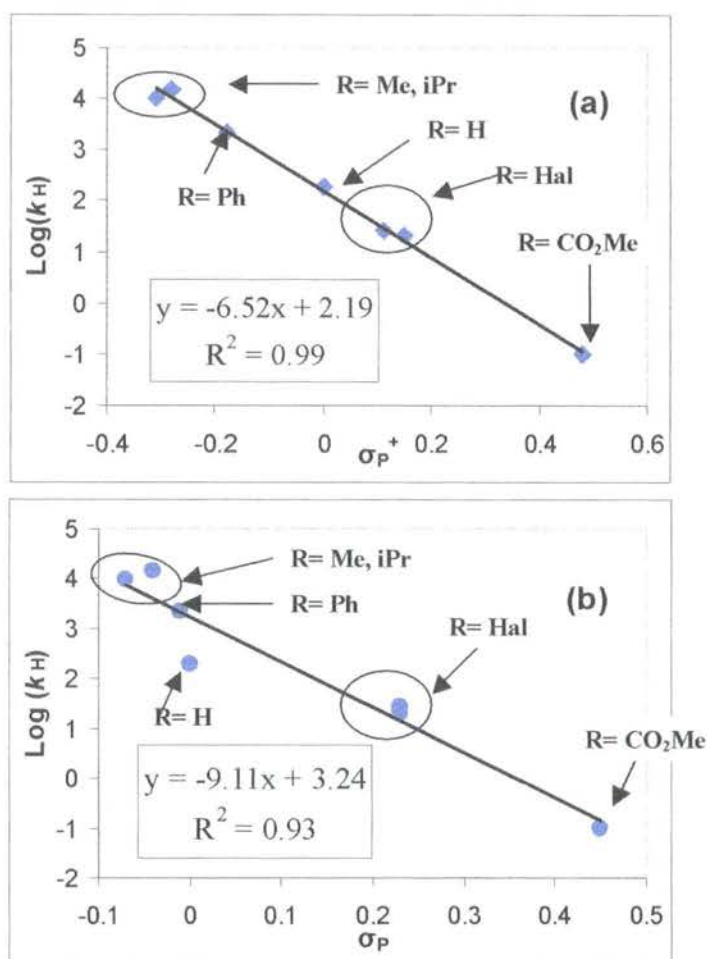 5
4
3
2
1
0
-1
-2
Log(k H)
R= Me, iPr
(a)
R= H
R= Ph
R= Hal
R= CO₂Me
y = -6.52x + 2.19
R² = 0.99
-0.4
-0.2
0
0.2
0.4
0.6
σP⁺
5
4
3
2
1
0
-1
-2
Log (k H)
R= Me, iPr
R= Ph
(b)
R= Hal
R= H
R= CO₂Me
y = -9.11x + 3.24
R² = 0.93
-0.1
0
0.1
0.2
0.3
0.4
0.5
σP